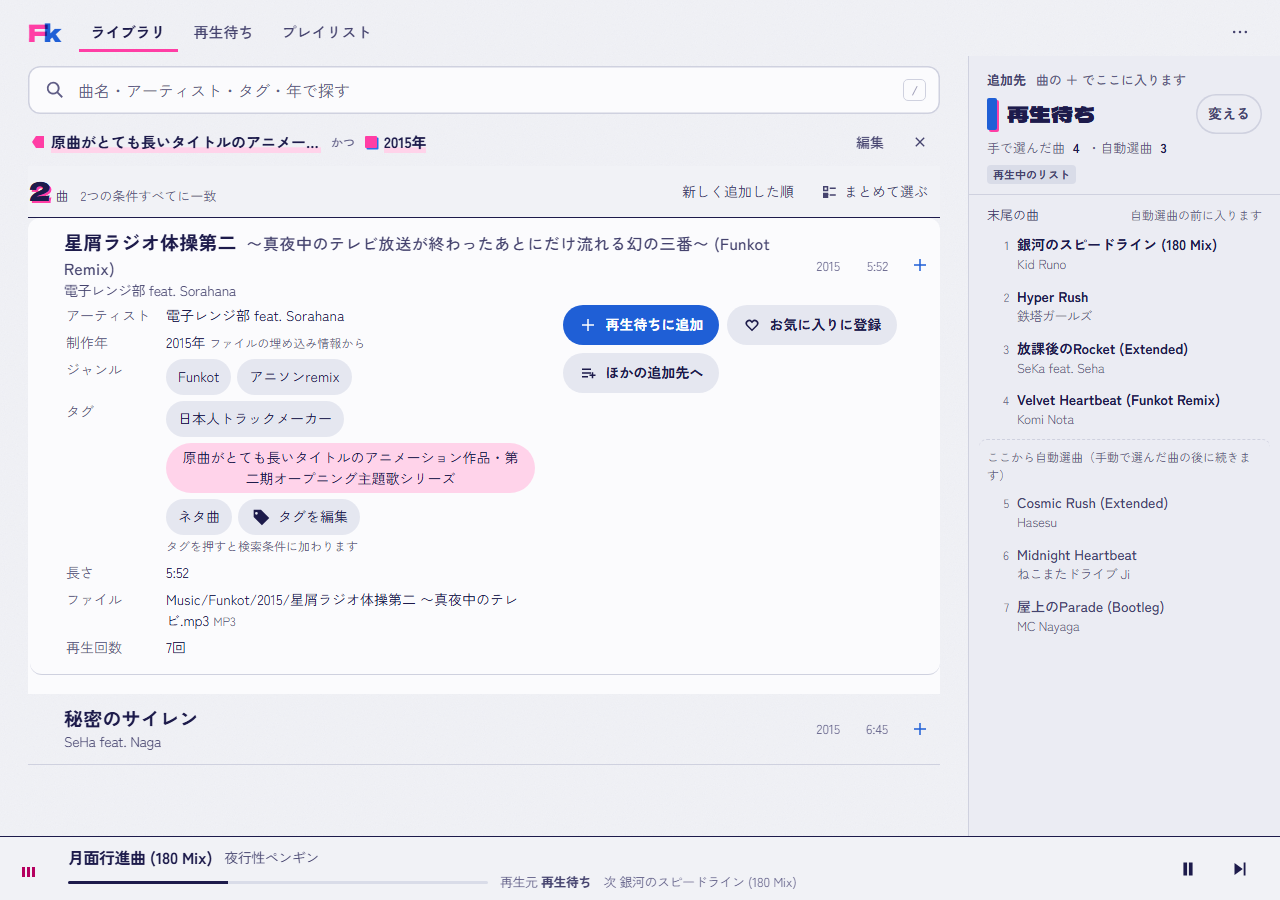 Fk ライブラリ 再生待ち プレイリスト ...
曲名・アーティスト・タグ・年で探す /
原曲がとても長いタイトルのアニメー... かつ 2015年 編集 ×
2 曲 2つの条件すべてに一致 新しく追加した順 まとめて選ぶ
星屑ラジオ体操第二 〜真夜中のテレビ放送が終わったあとにだけ流れる幻の三番〜 (Funkot
Remix)
電子レンジ部 feat. Sorahana
2015 5:52 +
アーティスト 電子レンジ部 feat. Sorahana
制作年 2015年 ファイルの埋め込み情報から
ジャンル Funkot アニソンremix
タグ 日本人トラックメーカー
原曲がとても長いタイトルのアニメーション作品・第
二期オープニング主題歌シリーズ
ネタ曲 タグを編集
タグを押すと検索条件に加わります
長さ 5:52
ファイル Music/Funkot/2015/星屑ラジオ体操第二 〜真夜中のテレ
ビ.mp3 MP3
再生回数 7回
+ 再生待ちに追加 お気に入りに登録
ほかの追加先へ
秘密のサイレン
SeHa feat. Naga
2015 6:45 +
追加先 曲の + でここに入ります
再生待ち 変える
手で選んだ曲 4 ・自動選曲 3
再生中のリスト
末尾の曲 自動選曲の前に入ります
1 銀河のスピードライン (180 Mix)
Kid Runo
2 Hyper Rush
鉄塔ガールズ
3 放課後のRocket (Extended)
SeKa feat. Seha
4 Velvet Heartbeat (Funkot Remix)
Komi Nota
ここから自動選曲（手動で選んだ曲の後に続きま
す）
5 Cosmic Rush (Extended)
Hasesu
6 Midnight Heartbeat
ねこまたドライブ Ji
7 屋上のParade (Bootleg)
MC Nayaga
月面行進曲 (180 Mix) 夜行性ペンギン
再生元 再生待ち 次 銀河のスピードライン (180 Mix)